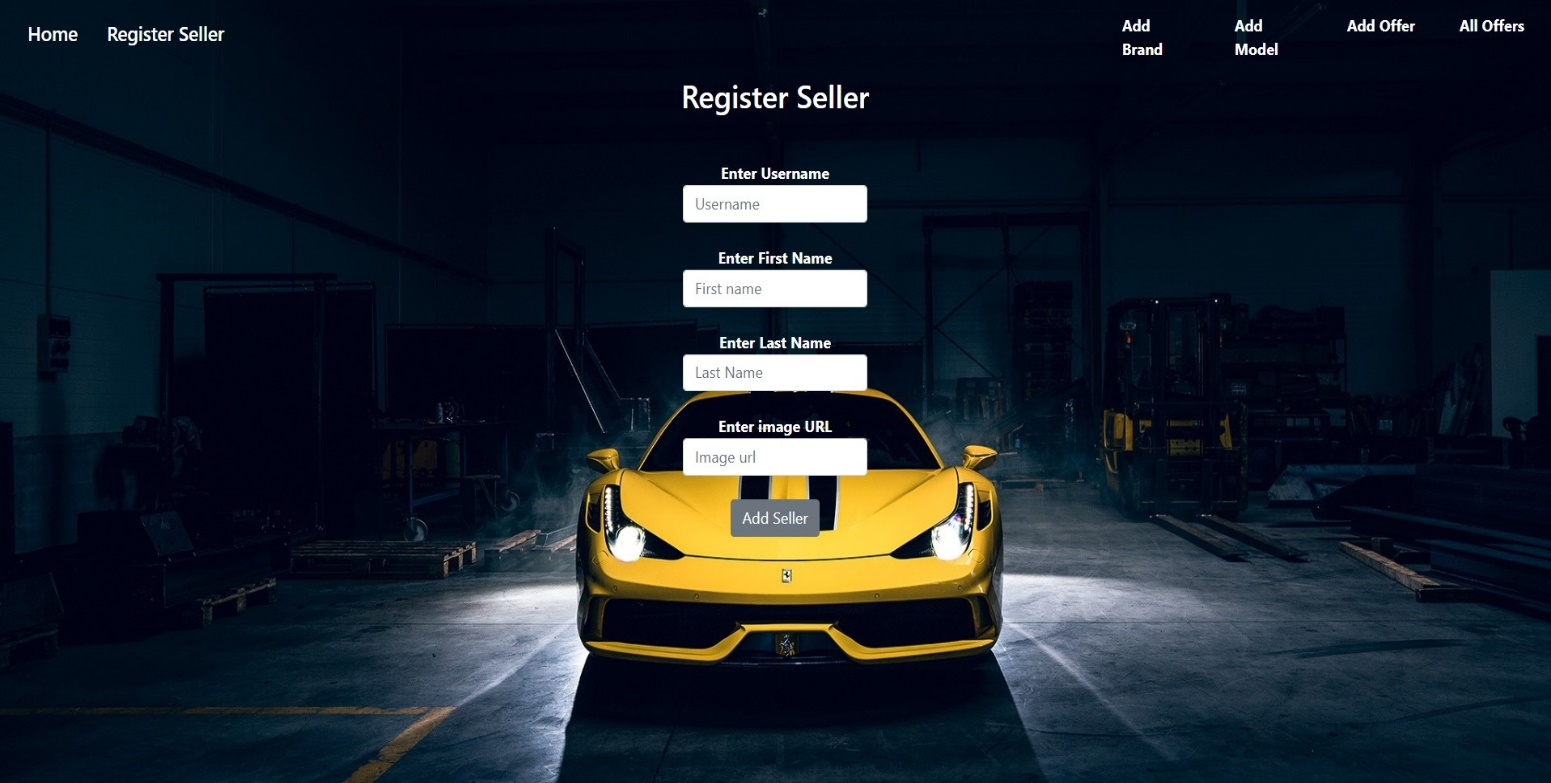 Home
Register Seller
Add
Brand
Add
Model
Add Offer
All Offers
Register Seller
Enter Username
Username
Enter First Name
First name
Enter Last Name
Last Name
Enter image URL
Image url
Add Seller